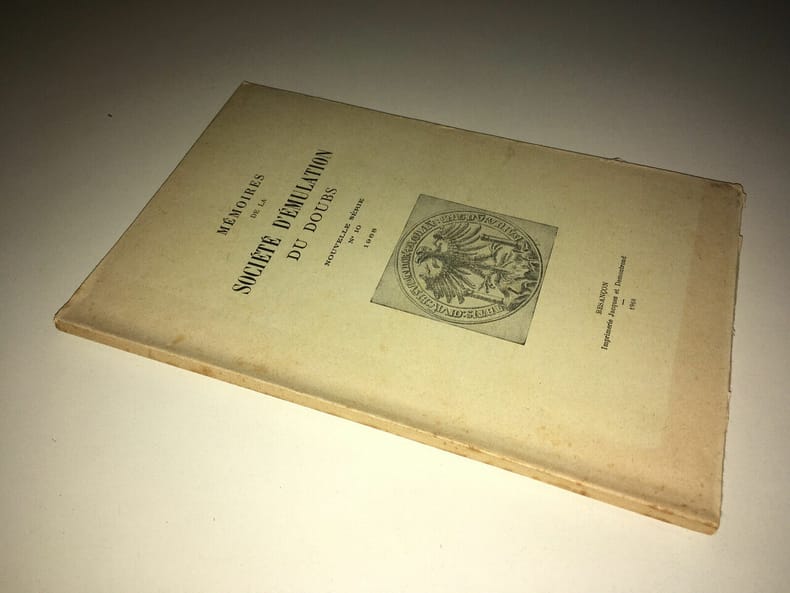 MÉMOIRES
DE LA
SOCIÉTÉ D'ÉMULATION
DU DOUBS
NOUVELLE SÉRIE
N° 10
1968
BESANÇON
Imprimerie Jacques et Demontrond
1968